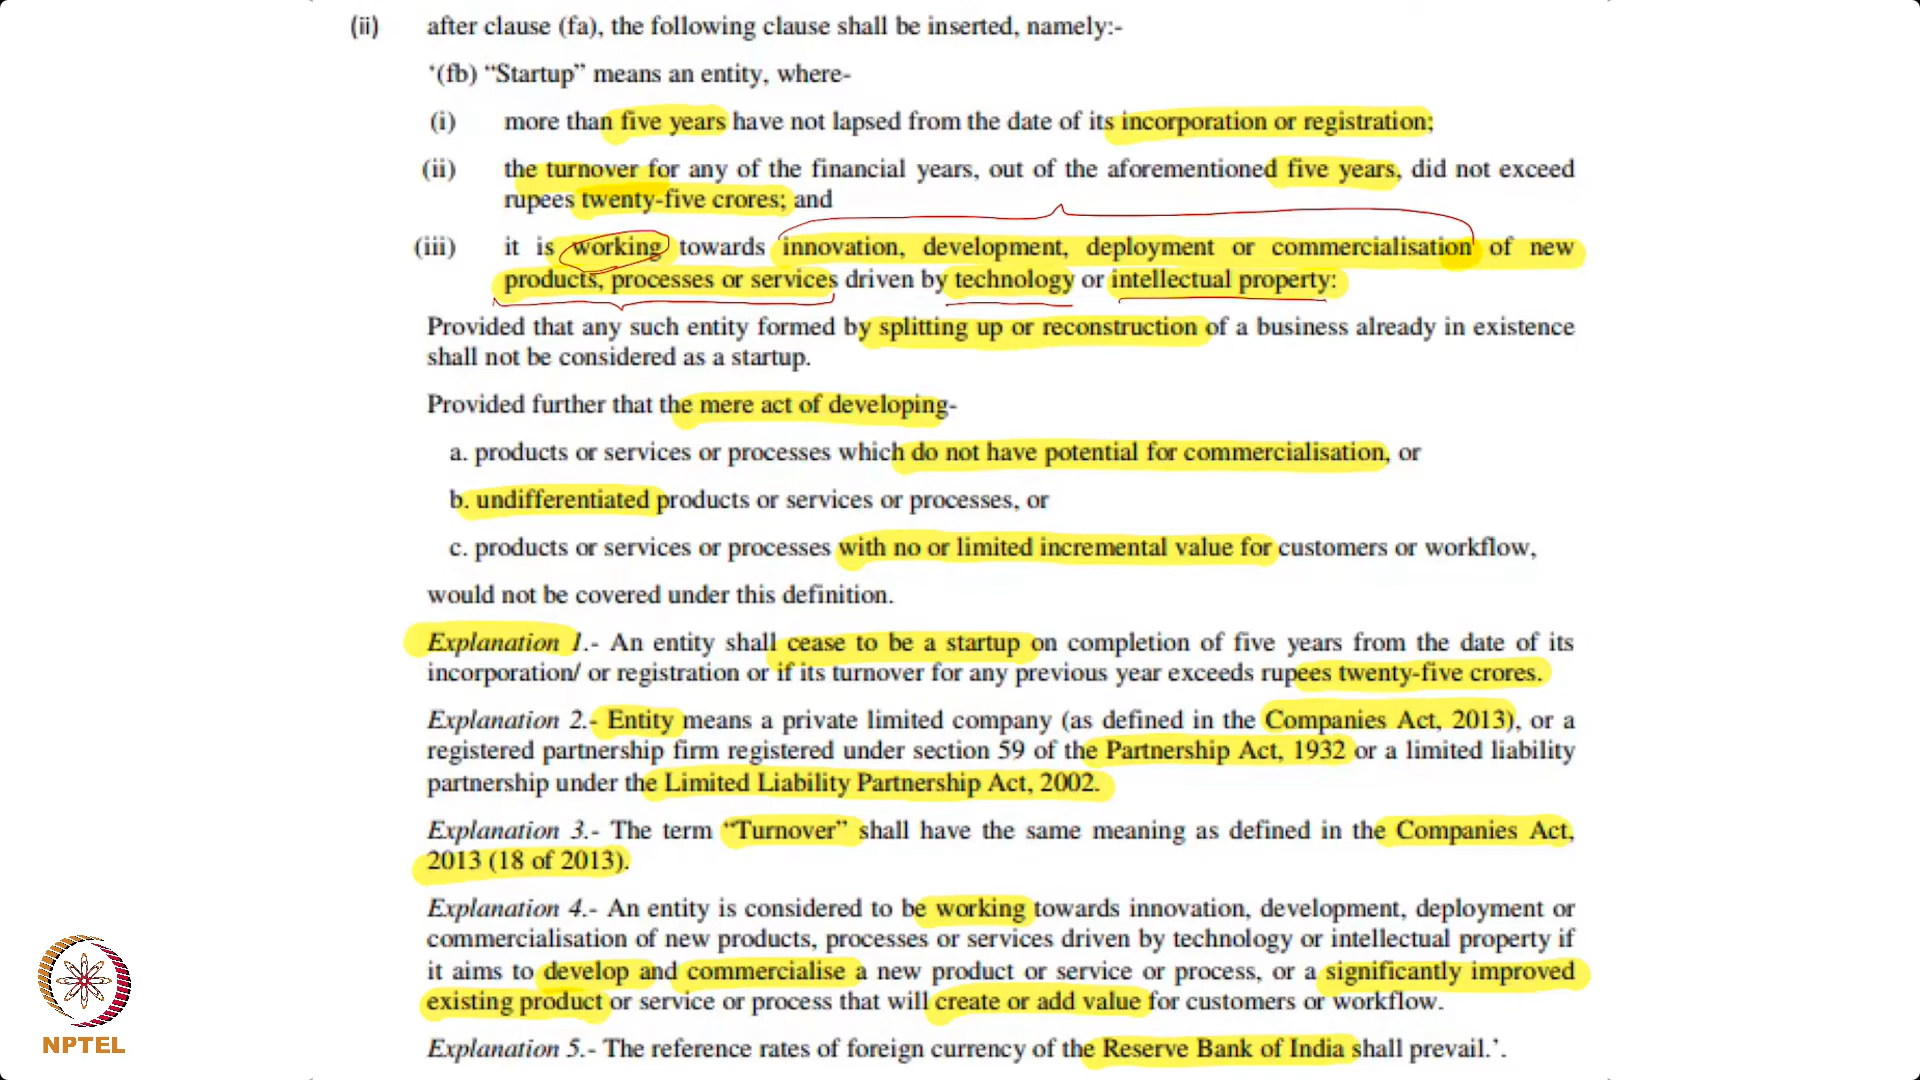 (ii) after clause (fa), the following clause shall be inserted, namely:-
‘(fb) “Startup” means an entity, where-
(i) more than five years have not lapsed from the date of its incorporation or registration;
(ii) the turnover for any of the financial years, out of the aforementioned five years, did not exceed
rupees twenty-five crores; and
(iii) it is working towards innovation, development, deployment or commercialisation of new
products, processes or services driven by technology or intellectual property:
Provided that any such entity formed by splitting up or reconstruction of a business already in existence
shall not be considered as a startup.
Provided further that the mere act of developing-
a. products or services or processes which do not have potential for commercialisation, or
b. undifferentiated products or services or processes, or
c. products or services or processes with no or limited incremental value for customers or workflow,
would not be covered under this definition.
Explanation 1.- An entity shall cease to be a startup on completion of five years from the date of its
incorporation/ or registration or if its turnover for any previous year exceeds rupees twenty-five crores.
Explanation 2.- Entity means a private limited company (as defined in the Companies Act, 2013), or a
registered partnership firm registered under section 59 of the Partnership Act, 1932 or a limited liability
partnership under the Limited Liability Partnership Act, 2002.
Explanation 3.- The term “Turnover” shall have the same meaning as defined in the Companies Act,
2013 (18 of 2013).
Explanation 4.- An entity is considered to be working towards innovation, development, deployment or
commercialisation of new products, processes or services driven by technology or intellectual property if
it aims to develop and commercialise a new product or service or process, or a significantly improved
existing product or service or process that will create or add value for customers or workflow.
Explanation 5.- The reference rates of foreign currency of the Reserve Bank of India shall prevail.’.
NPTEL